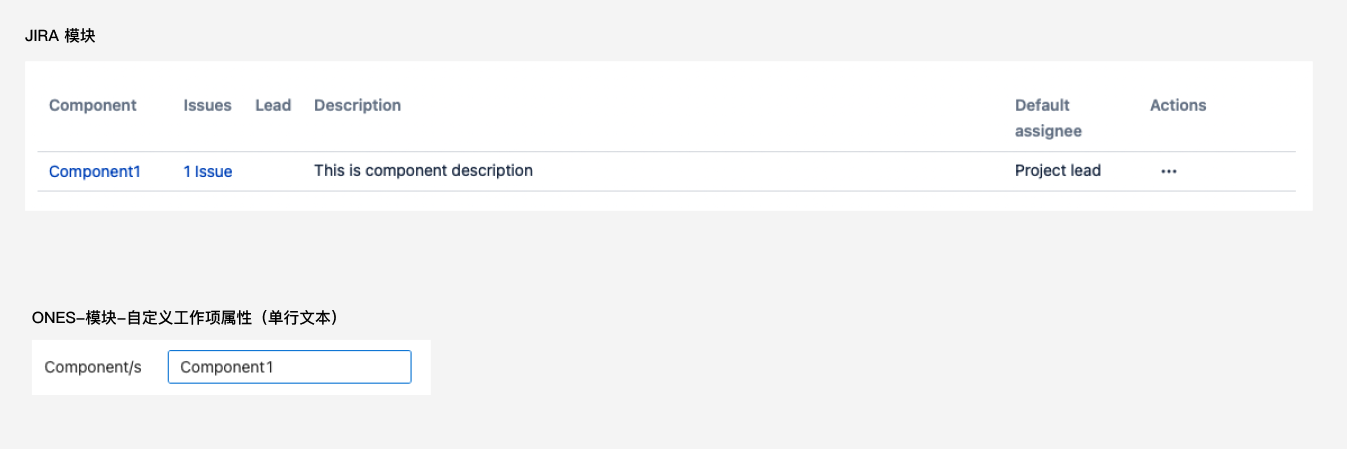 JIRA 模块
Component Issues Lead Description Default assignee Actions
Component1 1 Issue This is component description Project lead ···
ONES-模块-自定义工作项属性（单行文本）
Component/s Component1